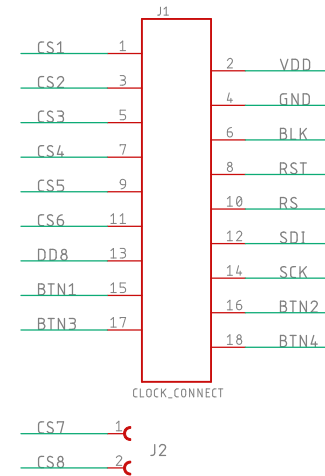 J1
CS1 1
2 VDD
CS2 3
4 GND
CS3 5
6 BLK
CS4 7
8 RST
CS5 9
10 RS
CS6 11
12 SDI
DD8 13
14 SCK
BTN1 15
16 BTN2
BTN3 17
18 BTN4
CLOCK_CONNECT
CS7 1
J2
CS8 2